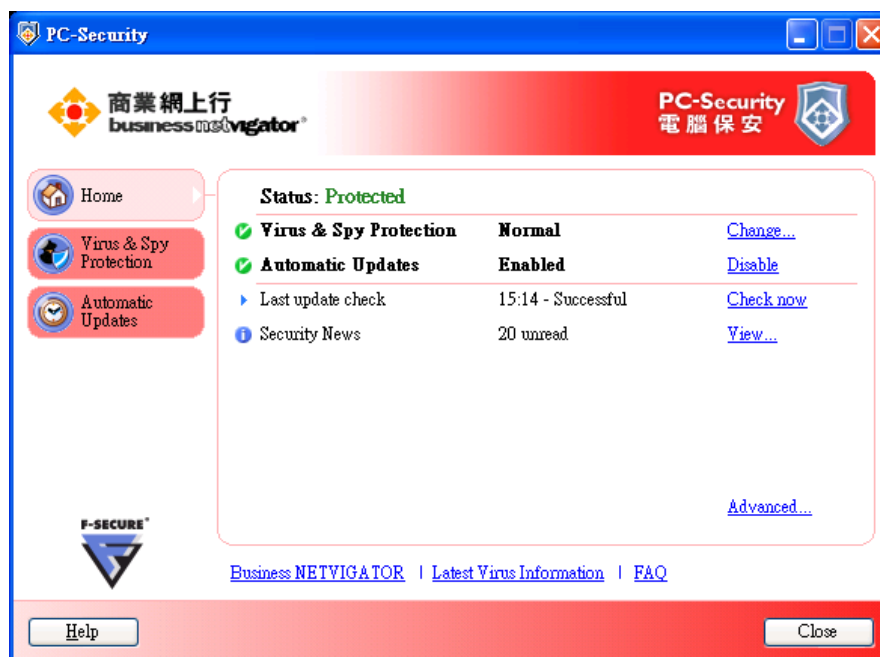 PC-Security
商業網上行
business netvigator
PC-Security
電腦保安
Home
Virus & Spy
Protection
Automatic
Updates
Status: Protected
Virus & Spy Protection Normal Change...
Automatic Updates Enabled Disable
Last update check 15:14 - Successful Check now
Security News 20 unread View...
Advanced...
F-SECURE
Business NETVIGATOR | Latest Virus Information | FAQ
Help
Close